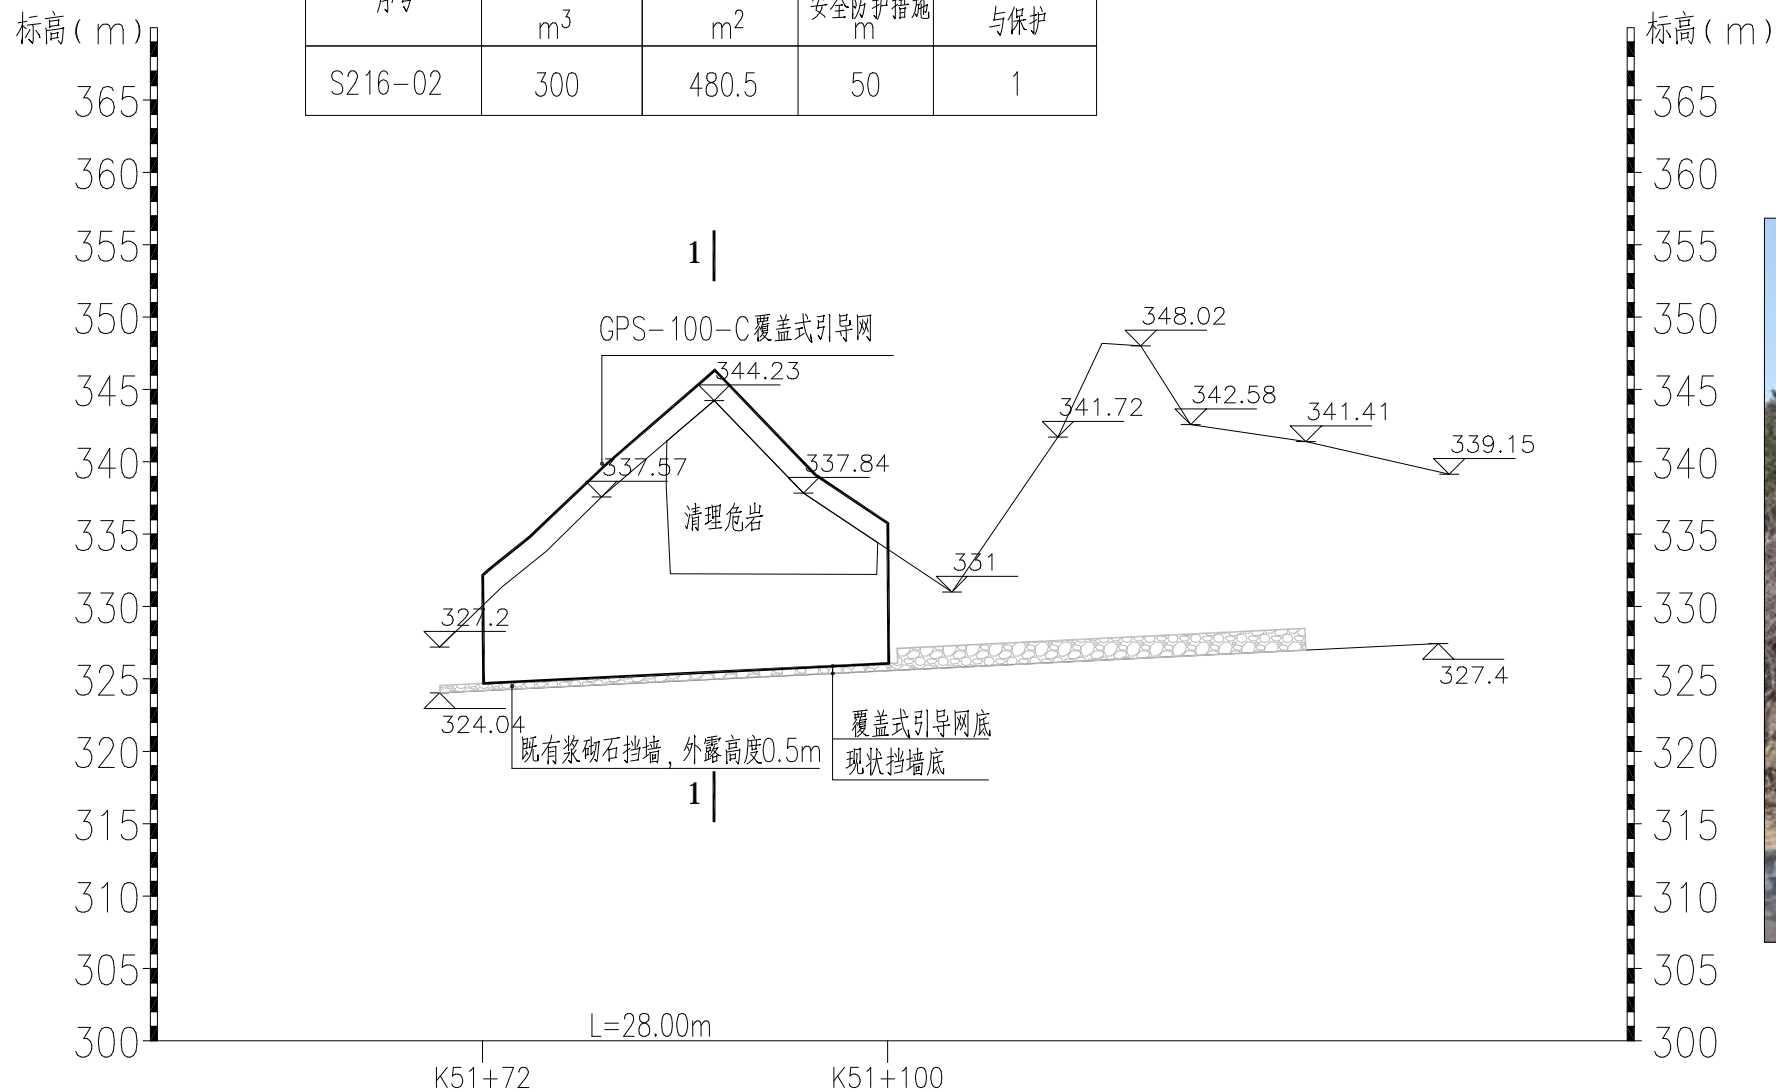 标高(m)
标高(m)
序号
m³
m²
安全防护措施
m
与保护
S216-02
300
480.5
50
1
365
360
355
350
345
340
335
330
325
320
315
310
305
300
365
360
355
350
345
340
335
330
325
320
315
310
305
300
1
GPS-100-C覆盖式引导网
344.23
337.57
337.84
清理危岩
327.2
324.04
既有浆砌石挡墙,外露高度0.5m
覆盖式引导网底
现状挡墙底
1
348.02
341.72
342.58
341.41
339.15
331
327.4
L=28.00m
K51+72
K51+100